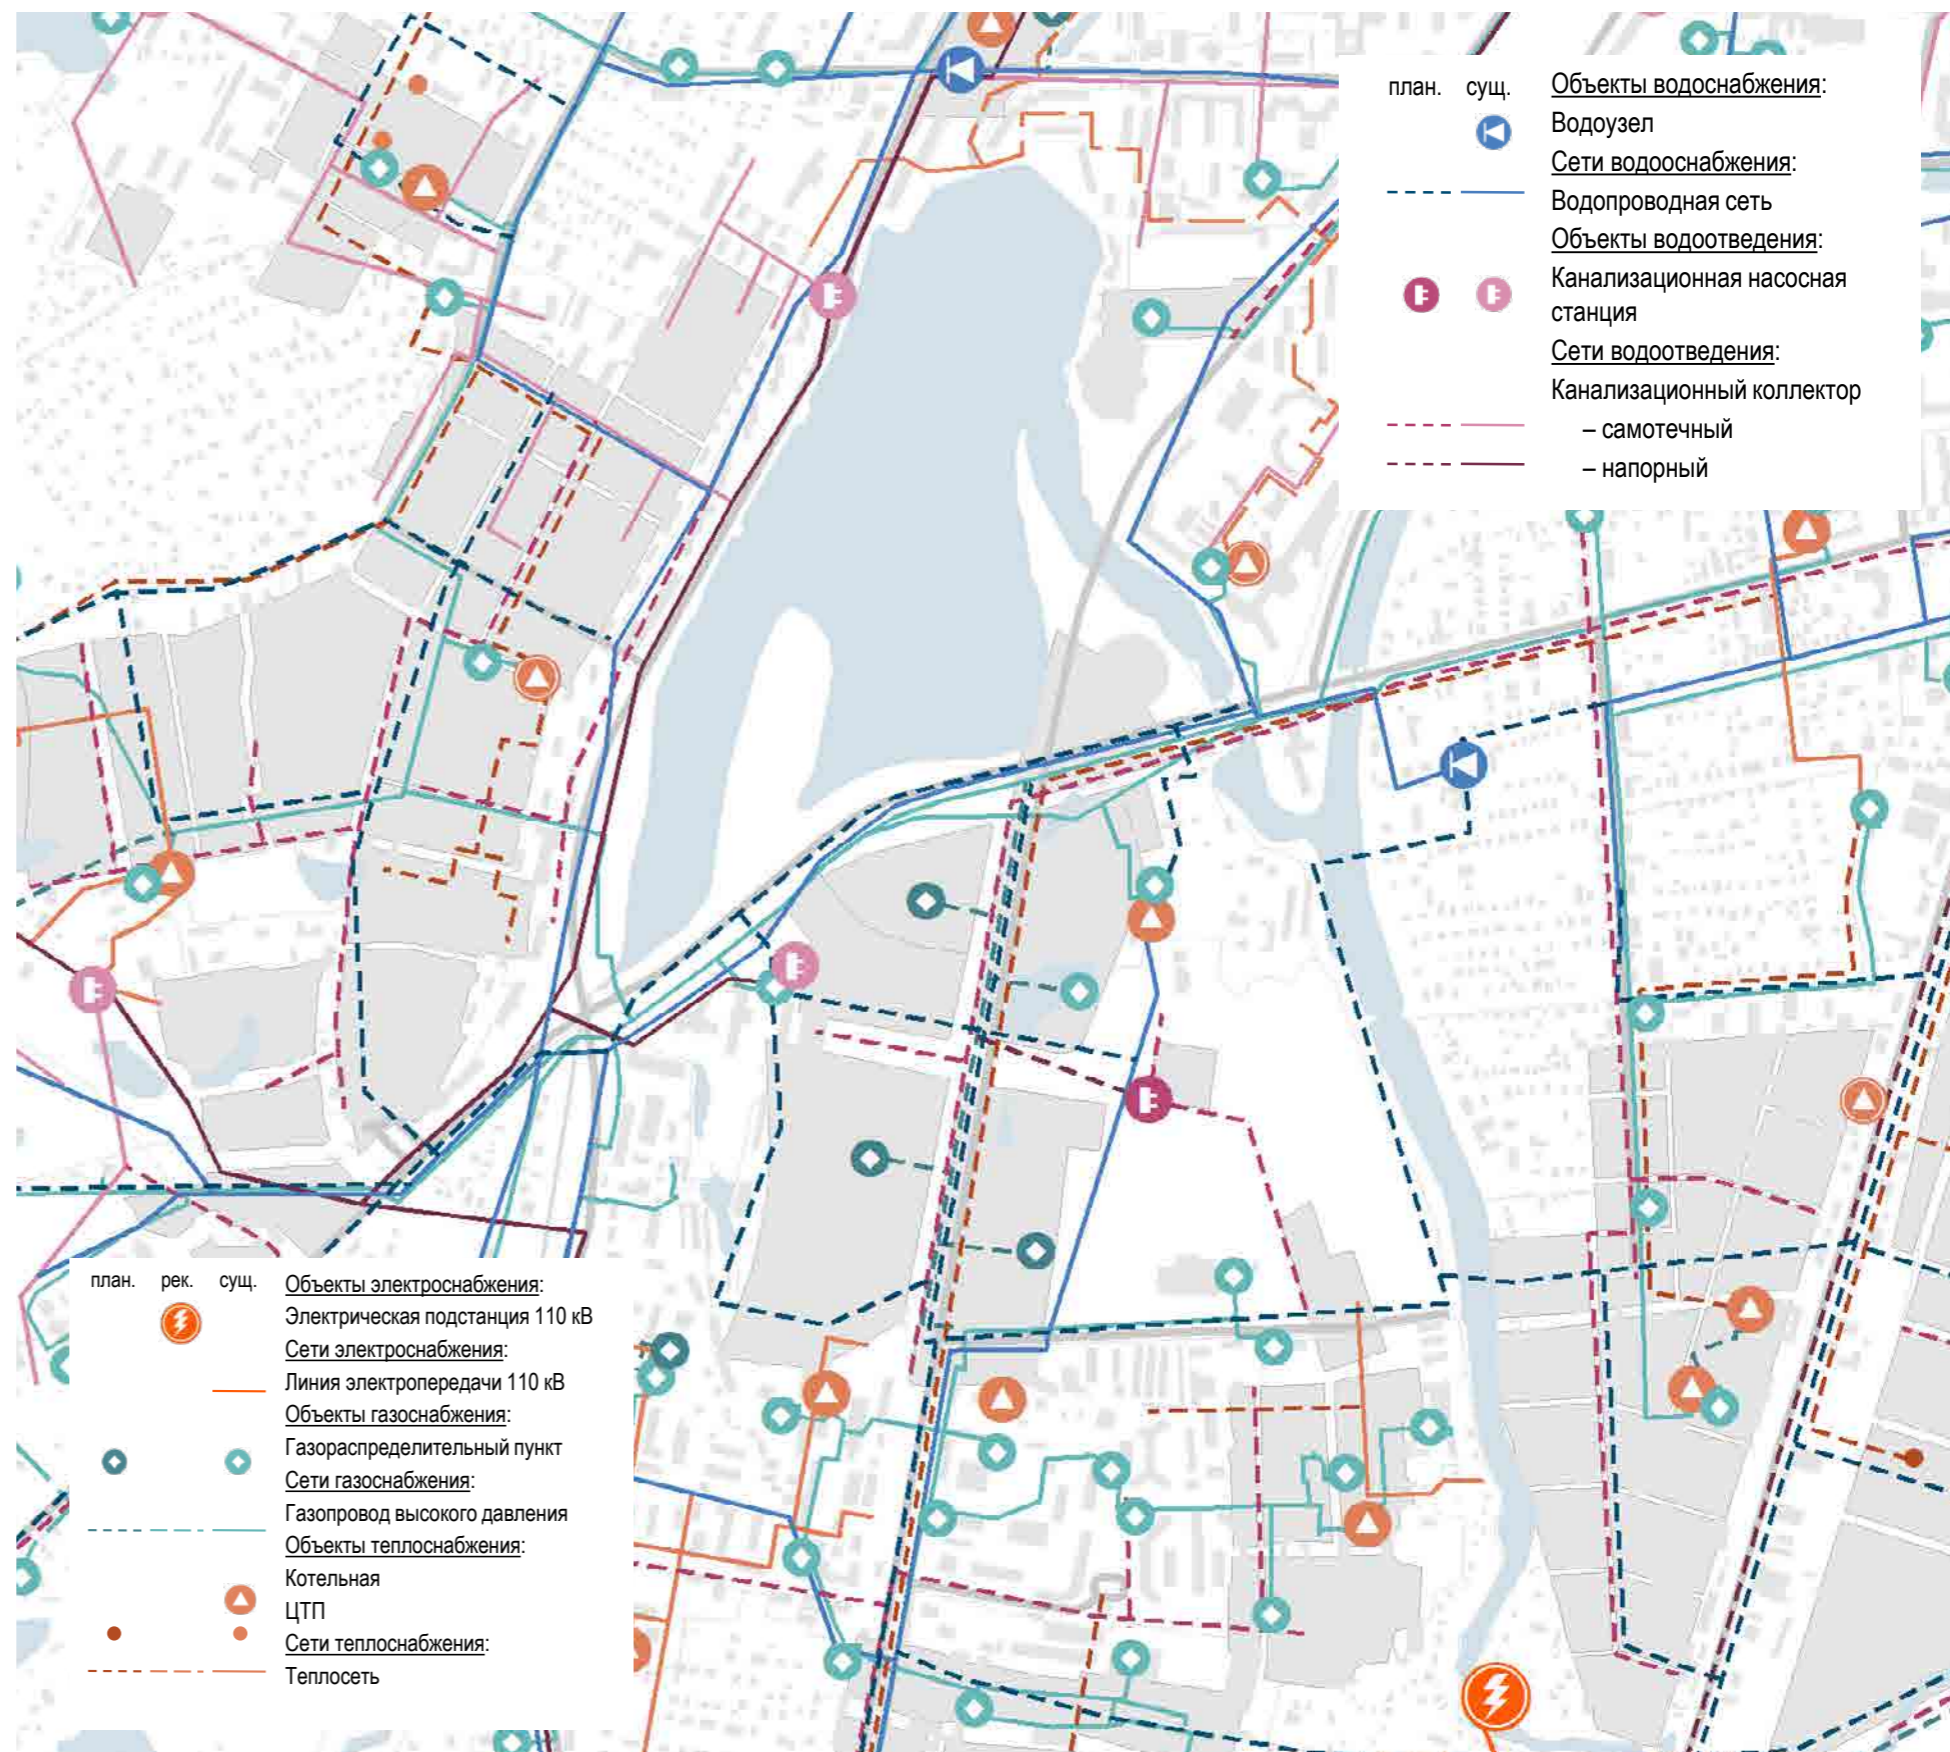 план. сущ. Объекты водоснабжения:
Водоузел
Сети водооснабжения:
Водопроводная сеть
Объекты водоотведения:
Канализационная насосная
станция
Сети водоотведения:
Канализационный коллектор
– самотечный
– напорный
план. рек. сущ. Объекты электроснабжения:
Электрическая подстанция 110 кВ
Сети электроснабжения:
Линия электропередачи 110 кВ
Объекты газоснабжения:
Газораспределительный пункт
Сети газоснабжения:
Газопровод высокого давления
Объекты теплоснабжения:
Котельная
ЦТП
Сети теплоснабжения:
Теплосеть